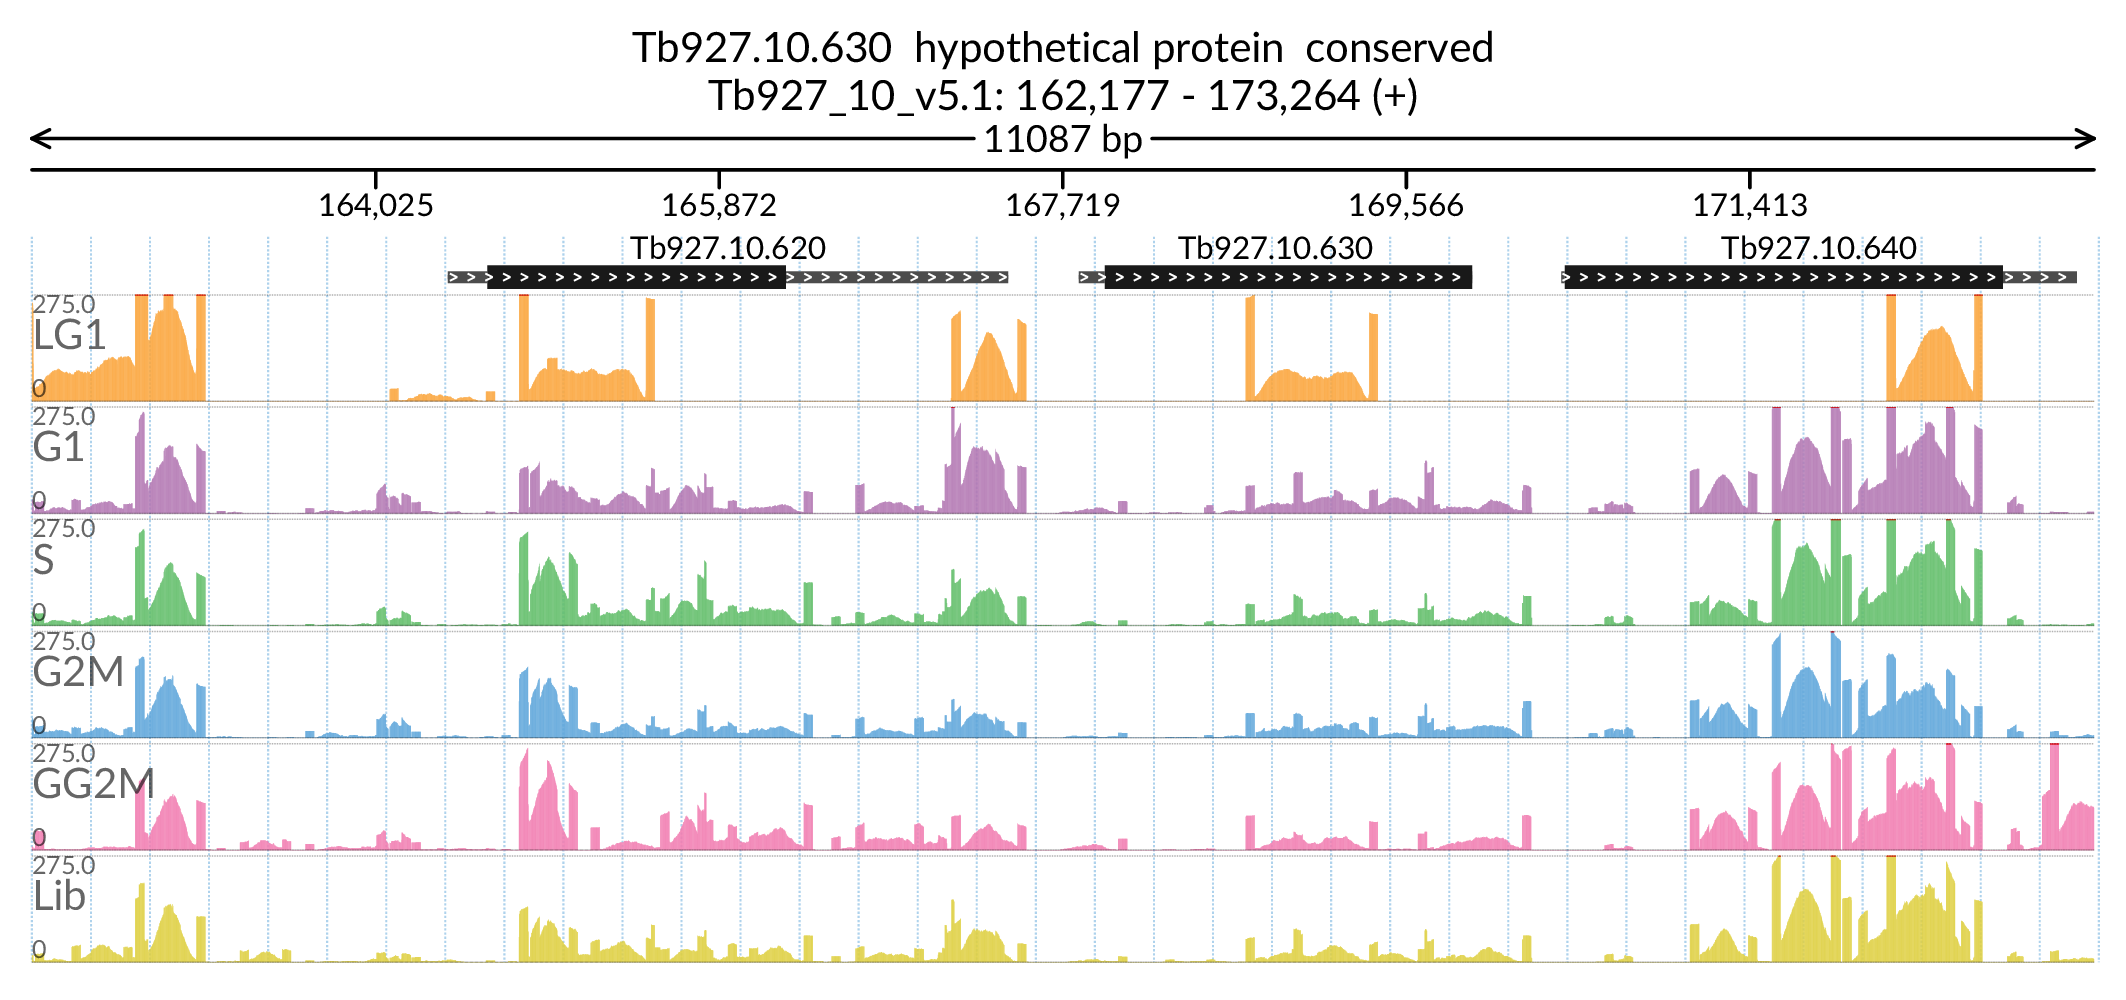 Tb927.10.630  hypothetical protein  conserved
Tb927_10_v5.1: 162,177 - 173,264 (+)
11087 bp
164,025 165,872 167,719 169,566 171,413
Tb927.10.620 Tb927.10.630 Tb927.10.640
275.0
LG1
0
275.0
G1
0
275.0
S
0
275.0
G2M
0
275.0
GG2M
0
275.0
Lib
0